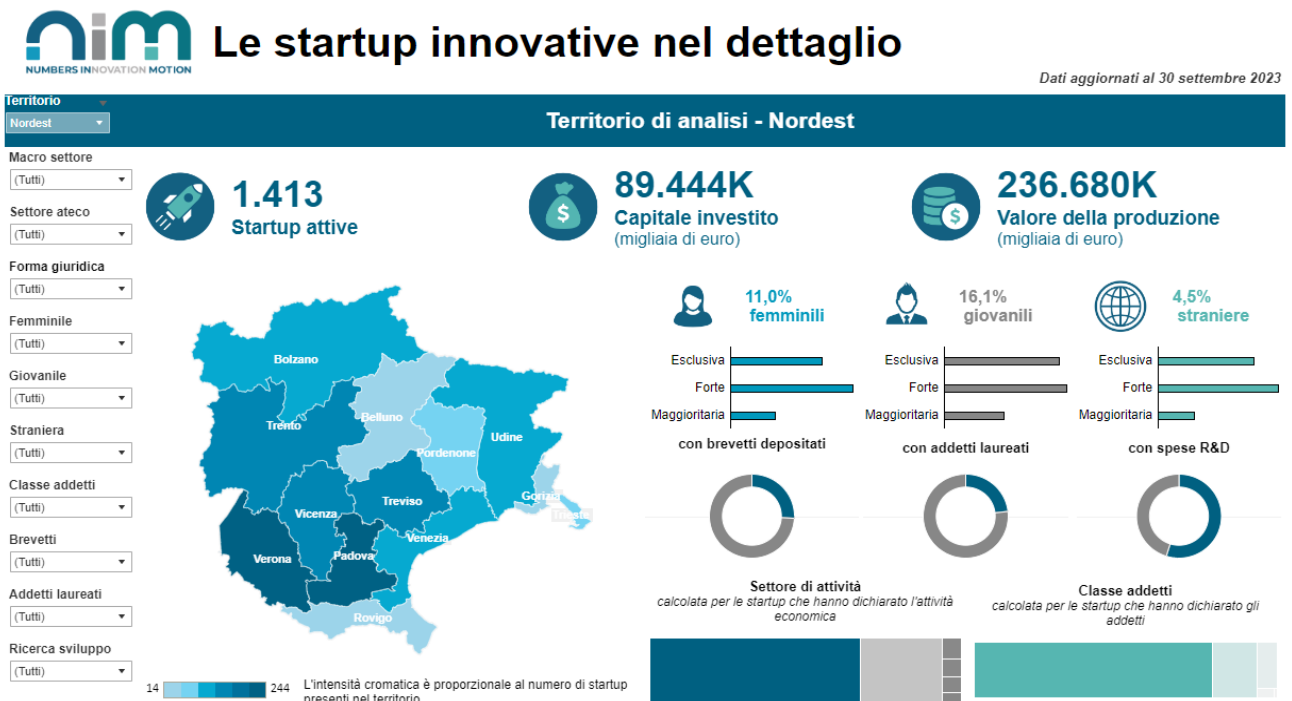 nim
NUMBERS INNOVATION MOTION
Le startup innovative nel dettaglio
Dati aggiornati al 30 settembre 2023
Territorio
Nordest
Territorio di analisi - Nordest
Macro settore
(Tutti)
Settore ateco
(Tutti)
Forma giuridica
(Tutti)
Femminile
(Tutti)
Giovanile
(Tutti)
Straniera
(Tutti)
Classe addetti
(Tutti)
Brevetti
(Tutti)
Addetti laureati
(Tutti)
Ricerca sviluppo
(Tutti)
1.413
Startup attive
89.444K
Capitale investito
(migliaia di euro)
236.680K
Valore della produzione
(migliaia di euro)
Bolzano
Trento
Belluno
Pordenone
Udine
Gorizia
Trieste
Treviso
Vicenza
Venezia
Verona
Padova
Rovigo
14
244
L'intensità cromatica è proporzionale al numero di startup
presenti nel territorio
11,0%
femminili
Esclusiva
Forte
Maggioritaria
16,1%
giovanili
Esclusiva
Forte
Maggioritaria
4,5%
straniere
Esclusiva
Forte
Maggioritaria
con brevetti depositati
con addetti laureati
con spese R&D
Settore di attività
calcolata per le startup che hanno dichiarato l'attività
economica
Classe addetti
calcolata per le startup che hanno dichiarato gli
addetti